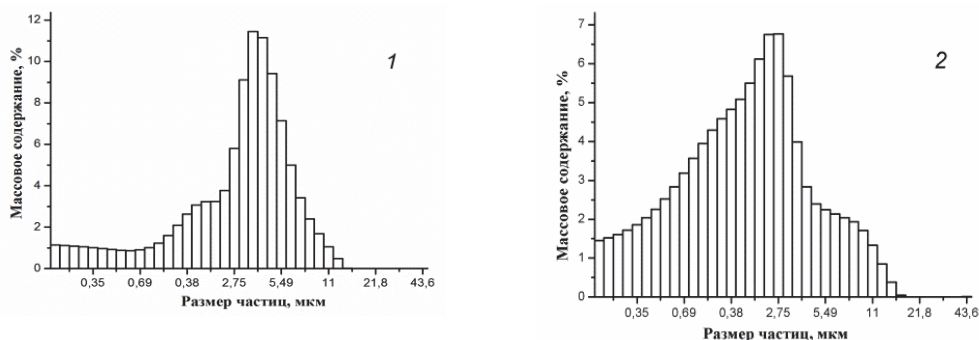 Массовое содержание, %
12
10
8
6
4
2
0
1
0,35 0,69 0,38 2,75 5,49 11 21,8 43,6
Размер частиц, мкм
Массовое содержание, %
7
6
5
4
3
2
1
0
2
0,35 0,69 0,38 2,75 5,49 11 21,8 43,6
Размер частиц, мкм